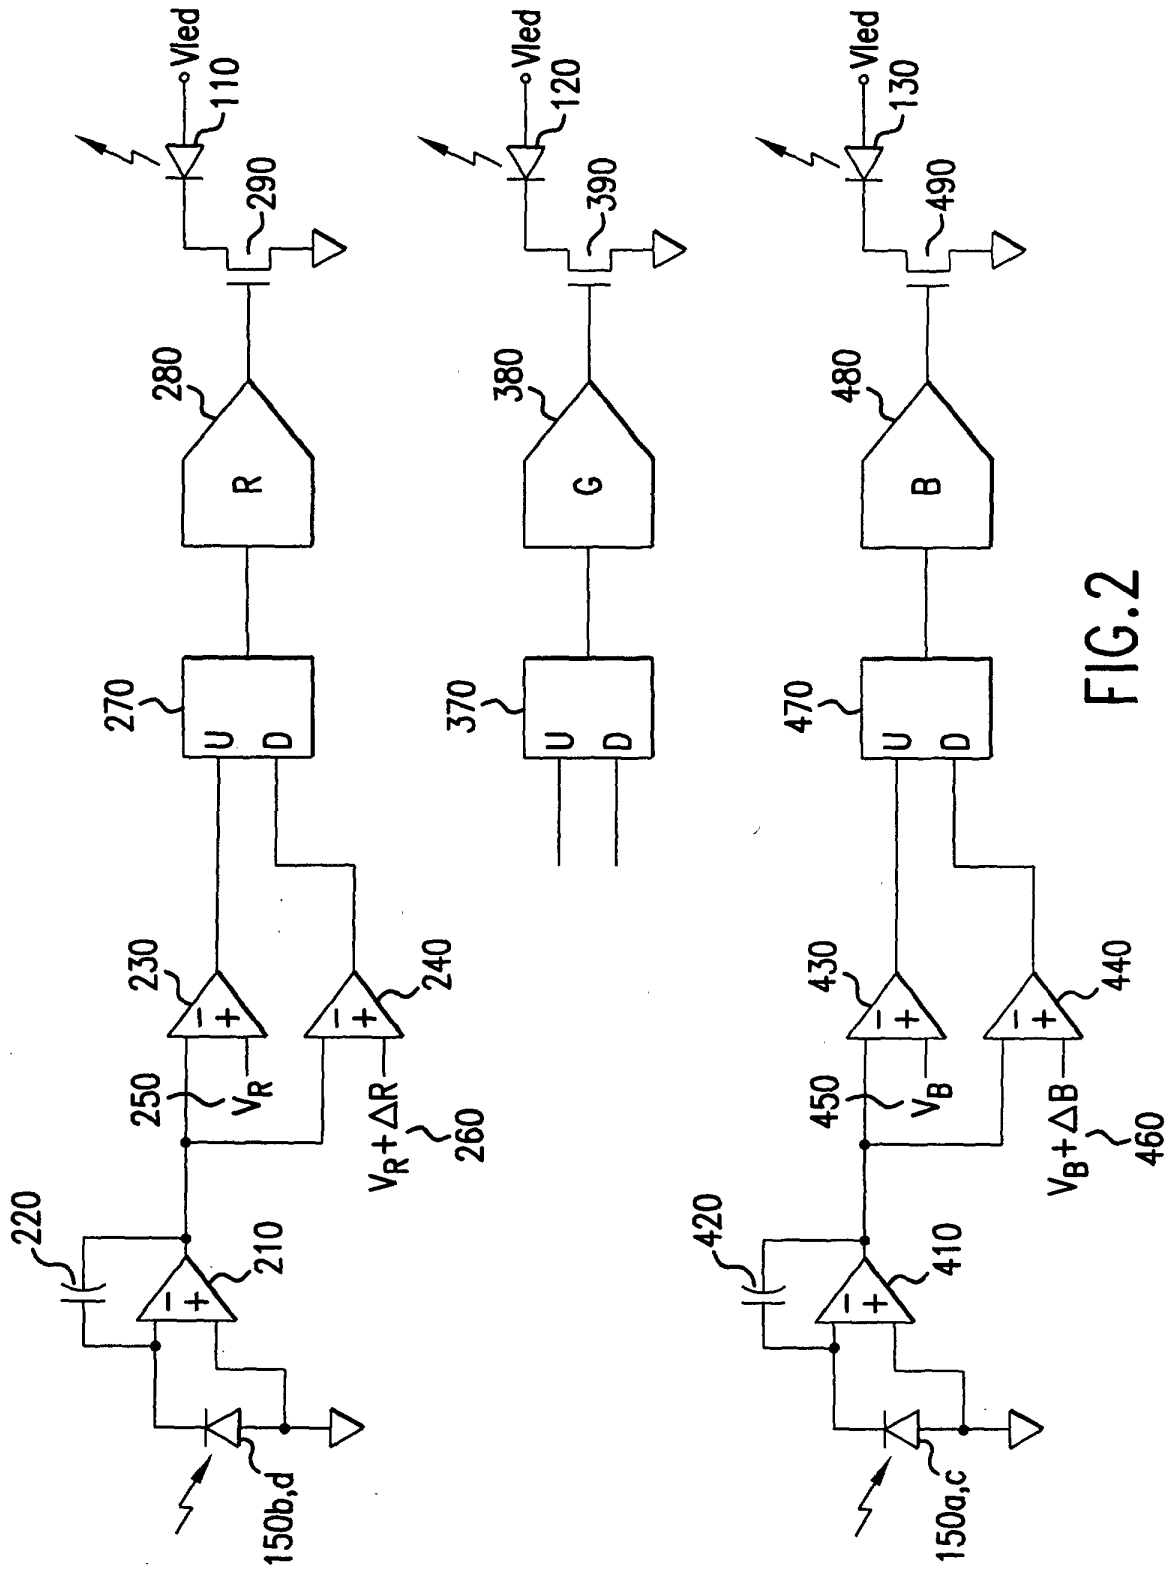 220
210
150b,d
250
VR
VR+ΔR
260
230
− +
240
− +
− +
270
U
D
280
R
290
110
Vled
370
U
D
380
G
390
120
Vled
420
410
− +
150a,c
450
VB
VB+ΔB
460
430
− +
440
− +
470
U
D
480
B
490
130
Vled
FIG.2